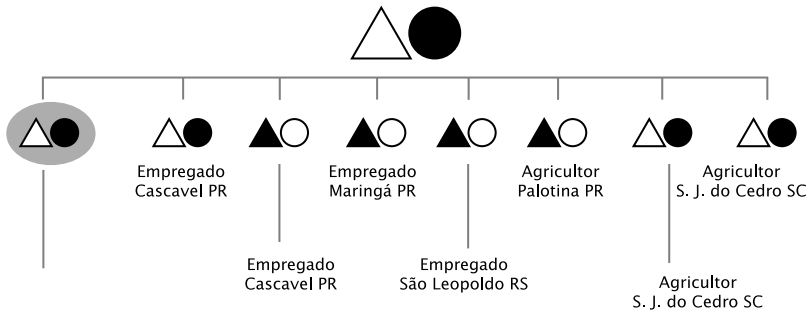 Empregado
Cascavel PR
Empregado
Maringá PR
Agricultor
Palotina PR
Agricultor
S. J. do Cedro SC
Empregado
Cascavel PR
Empregado
São Leopoldo RS
Agricultor
S. J. do Cedro SC